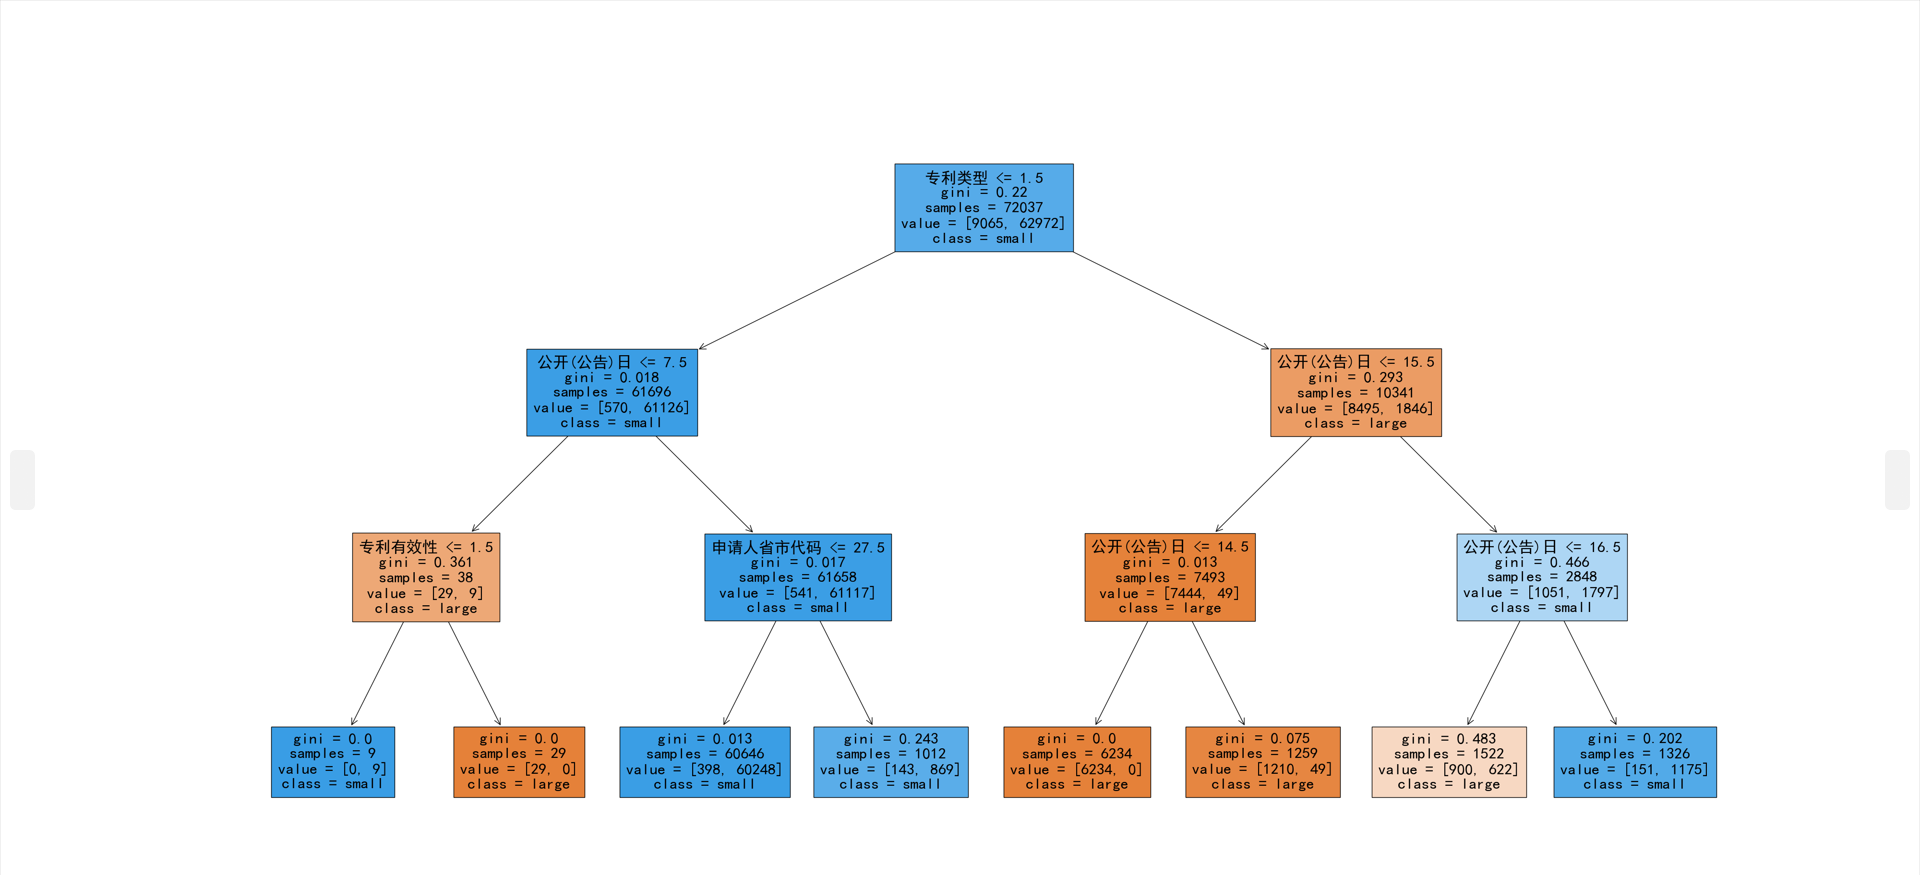 专利类型 <= 1.5
gini = 0.22
samples = 72037
value = [9065, 62972]
class = small
公开(公告)日 <= 7.5
gini = 0.018
samples = 61696
value = [570, 61126]
class = small
公开(公告)日 <= 15.5
gini = 0.293
samples = 10341
value = [8495, 1846]
class = large
专利有效性 <= 1.5
gini = 0.361
samples = 38
value = [29, 9]
class = large
申请人省市代码 <= 27.5
gini = 0.017
samples = 61658
value = [541, 61117]
class = small
公开(公告)日 <= 14.5
gini = 0.013
samples = 7493
value = [7444, 49]
class = large
公开(公告)日 <= 16.5
gini = 0.466
samples = 2848
value = [1051, 1797]
class = small
gini = 0.0
samples = 9
value = [0, 9]
class = small
gini = 0.0
samples = 29
value = [29, 0]
class = large
gini = 0.013
samples = 60646
value = [398, 60248]
class = small
gini = 0.243
samples = 1012
value = [143, 869]
class = small
gini = 0.0
samples = 6234
value = [6234, 0]
class = large
gini = 0.075
samples = 1259
value = [1210, 49]
class = large
gini = 0.483
samples = 1522
value = [900, 622]
class = large
gini = 0.202
samples = 1326
value = [151, 1175]
class = small